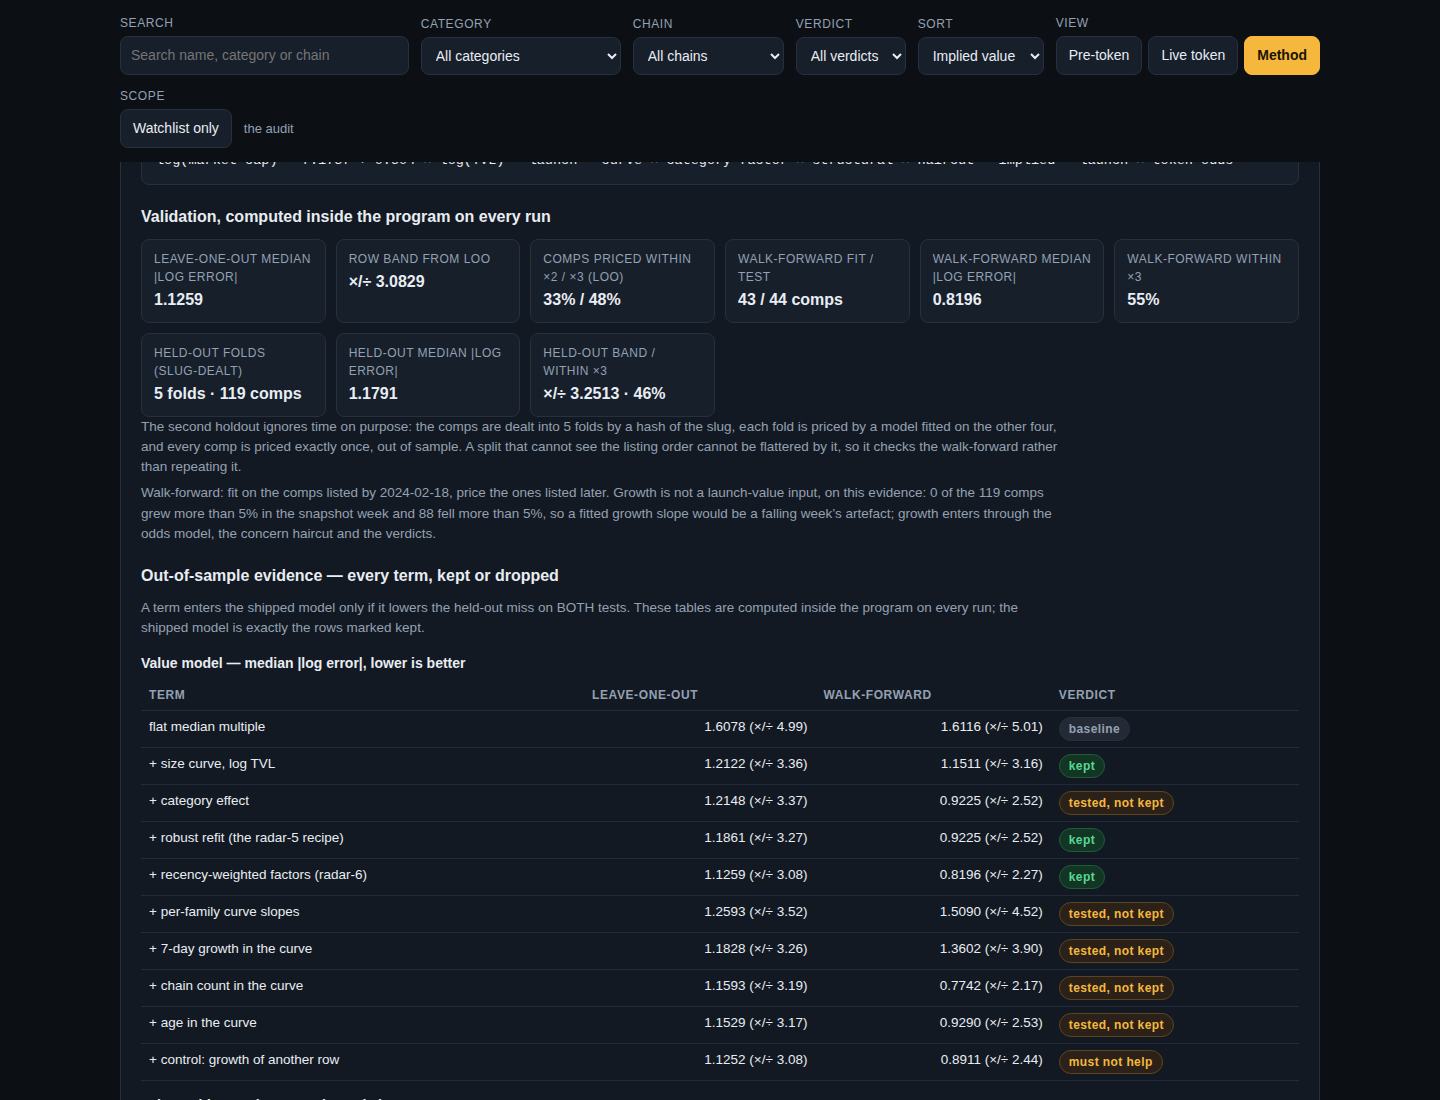 SEARCH
CATEGORY
CHAIN
VERDICT
SORT
VIEW
Search name, category or chain
All categories
All chains
All verdicts
Implied value
Pre-token
Live token
Method
SCOPE
Watchlist only
the audit
Validation, computed inside the program on every run
LEAVE-ONE-OUT MEDIAN
|LOG ERROR|
1.1259
ROW BAND FROM LOO
×/÷ 3.0829
COMPS PRICED WITHIN
×2 / ×3 (LOO)
33% / 48%
WALK-FORWARD FIT /
TEST
43 / 44 comps
WALK-FORWARD MEDIAN
|LOG ERROR|
0.8196
WALK-FORWARD WITHIN
×3
55%
HELD-OUT FOLDS
(SLUG-DEALT)
5 folds · 119 comps
HELD-OUT MEDIAN |LOG
ERROR|
1.1791
HELD-OUT BAND /
WITHIN ×3
×/÷ 3.2513 · 46%
The second holdout ignores time on purpose: the comps are dealt into 5 folds by a hash of the slug, each fold is priced by a model fitted on the other four,
and every comp is priced exactly once, out of sample. A split that cannot see the listing order cannot be flattered by it, so it checks the walk-forward rather
than repeating it.
Walk-forward: fit on the comps listed by 2024-02-18, price the ones listed later. Growth is not a launch-value input, on this evidence: 0 of the 119 comps
grew more than 5% in the snapshot week and 88 fell more than 5%, so a fitted growth slope would be a falling week’s artefact; growth enters through the
odds model, the concern haircut and the verdicts.
Out-of-sample evidence — every term, kept or dropped
A term enters the shipped model only if it lowers the held-out miss on BOTH tests. These tables are computed inside the program on every run; the
shipped model is exactly the rows marked kept.
Value model — median |log error|, lower is better
TERM LEAVE-ONE-OUT WALK-FORWARD VERDICT
flat median multiple 1.6078 (×/÷ 4.99) 1.6116 (×/÷ 5.01) baseline
+ size curve, log TVL 1.2122 (×/÷ 3.36) 1.1511 (×/÷ 3.16) kept
+ category effect 1.2148 (×/÷ 3.37) 0.9225 (×/÷ 2.52) tested, not kept
+ robust refit (the radar-5 recipe) 1.1861 (×/÷ 3.27) 0.9225 (×/÷ 2.52) kept
+ recency-weighted factors (radar-6) 1.1259 (×/÷ 3.08) 0.8196 (×/÷ 2.27) kept
+ per-family curve slopes 1.2593 (×/÷ 3.52) 1.5090 (×/÷ 4.52) tested, not kept
+ 7-day growth in the curve 1.1828 (×/÷ 3.26) 1.3602 (×/÷ 3.90) tested, not kept
+ chain count in the curve 1.1593 (×/÷ 3.19) 0.7742 (×/÷ 2.17) tested, not kept
+ age in the curve 1.1529 (×/÷ 3.17) 0.9290 (×/÷ 2.53) tested, not kept
+ control: growth of another row 1.1252 (×/÷ 3.08) 0.8911 (×/÷ 2.44) must not help